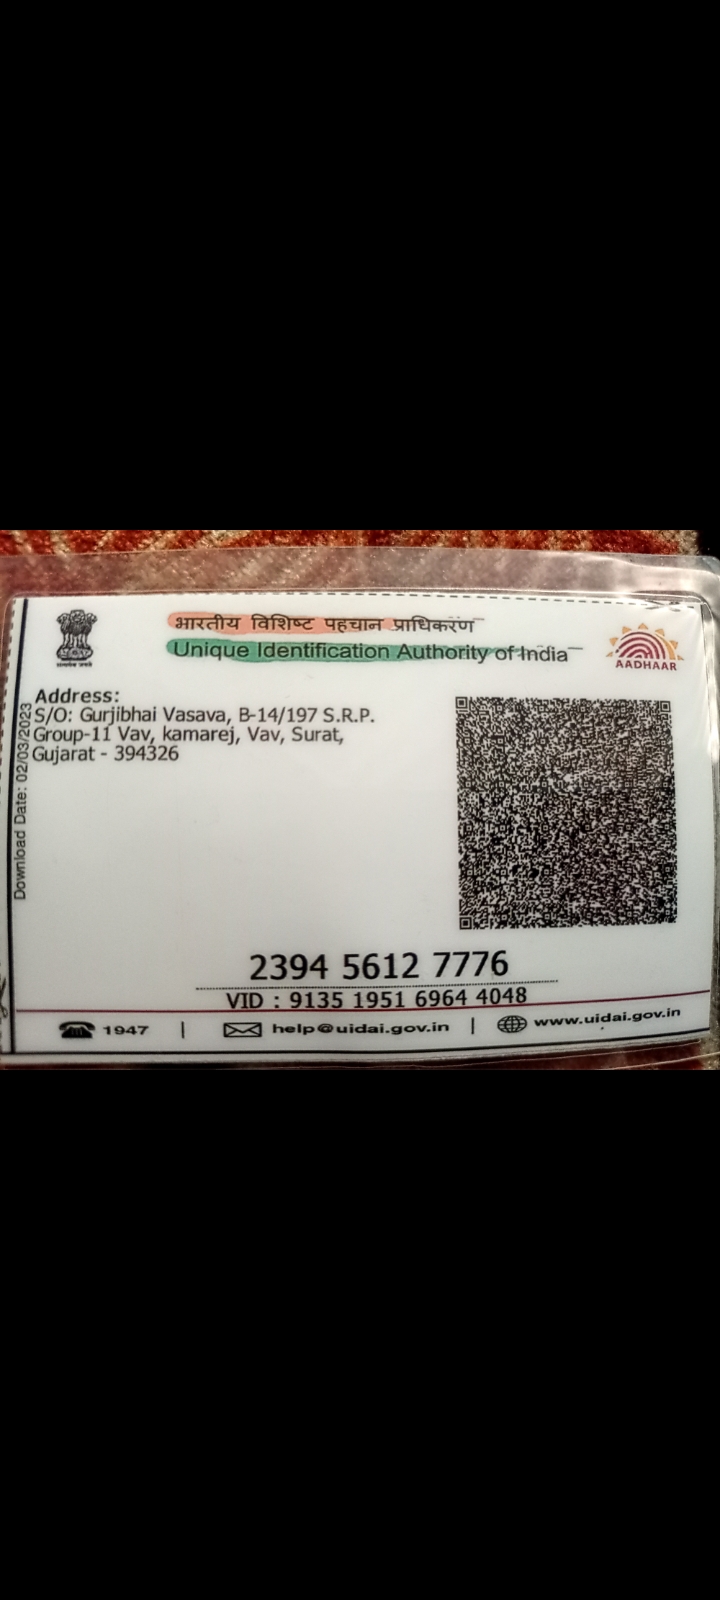 भारतीय विशिष्ट पहचान प्राधिकरण
Unique Identification Authority of India
AADHAAR
Address:
S/O: Gurjibhai Vasava, B-14/197 S.R.P.
Group-11 Vav, kamarej, Vav, Surat,
Gujarat - 394326
Download Date: 02/03/2023
2394 5612 7776
VID : 9135 1951 6964 4048
1947 | help@uidai.gov.in | www.uidai.gov.in